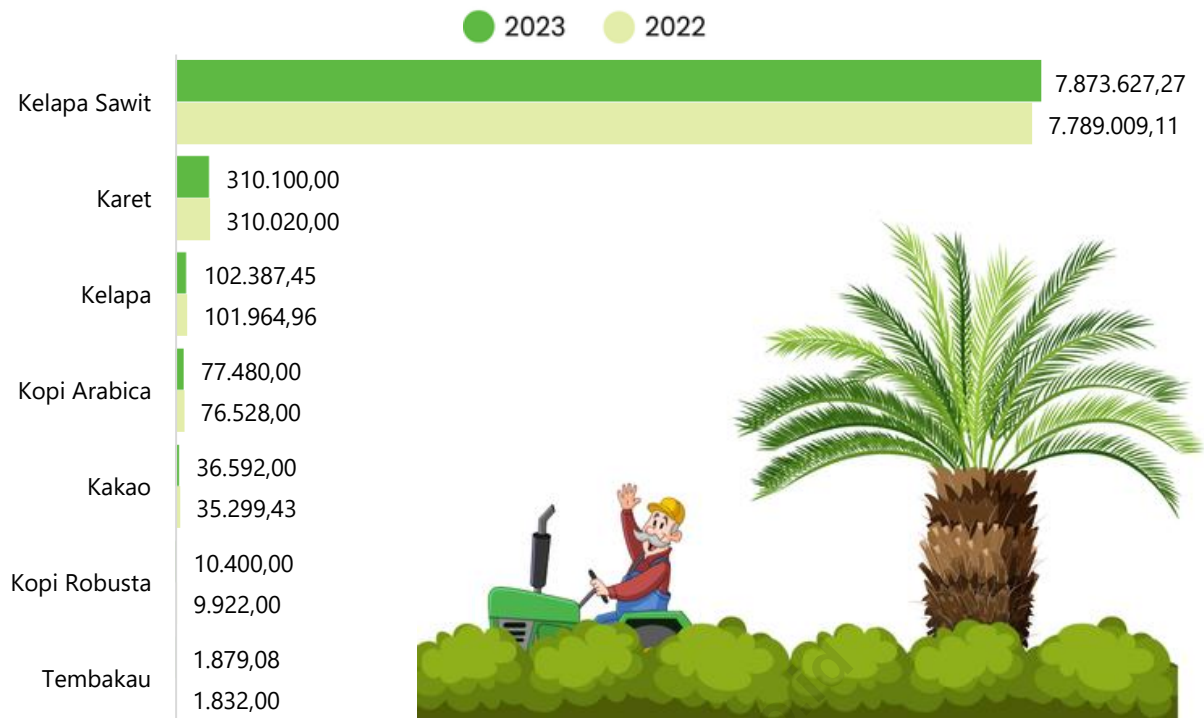 2023 2022
Kelapa Sawit
7.873.627,27
7.789.009,11
Karet
310.100,00
310.020,00
Kelapa
102.387,45
101.964,96
Kopi Arabica
77.480,00
76.528,00
Kakao
36.592,00
35.299,43
Kopi Robusta
10.400,00
9.922,00
Tembakau
1.879,08
1.832,00